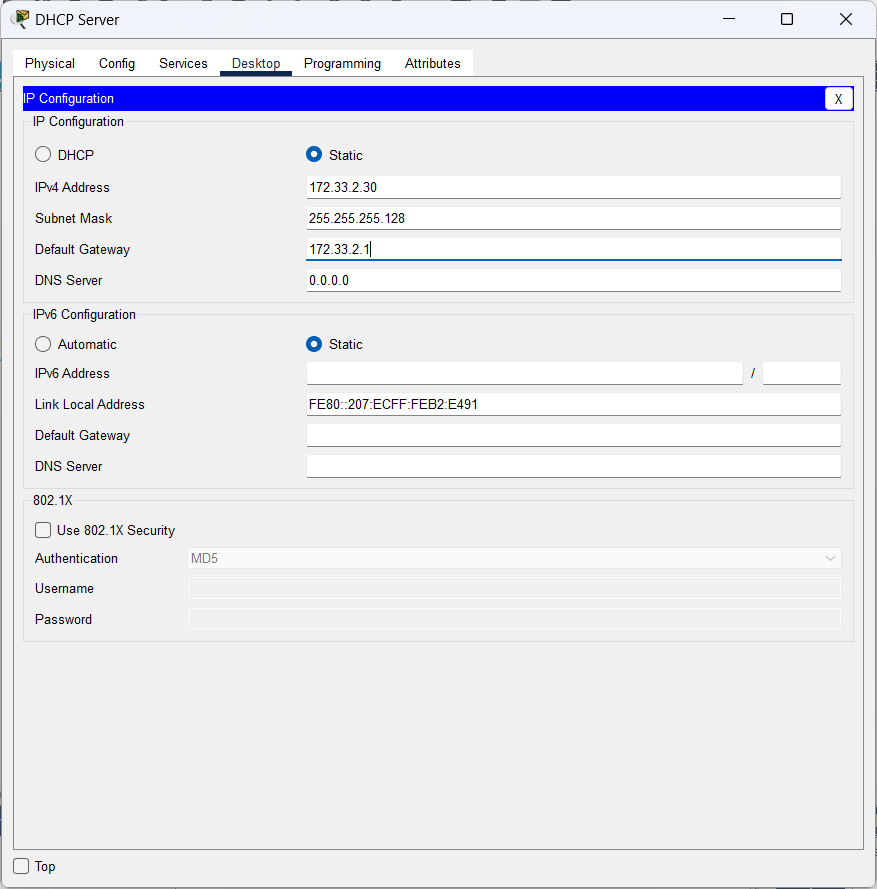 DHCP Server
Physical Config Services Desktop Programming Attributes
IP Configuration X
IP Configuration
DHCP Static
IPv4 Address 172.33.2.30
Subnet Mask 255.255.255.128
Default Gateway 172.33.2.1
DNS Server 0.0.0.0
IPv6 Configuration
Automatic Static
IPv6 Address /
Link Local Address FE80::207:ECFF:FEB2:E491
Default Gateway
DNS Server
802.1X
Use 802.1X Security
Authentication MD5
Username
Password
Top